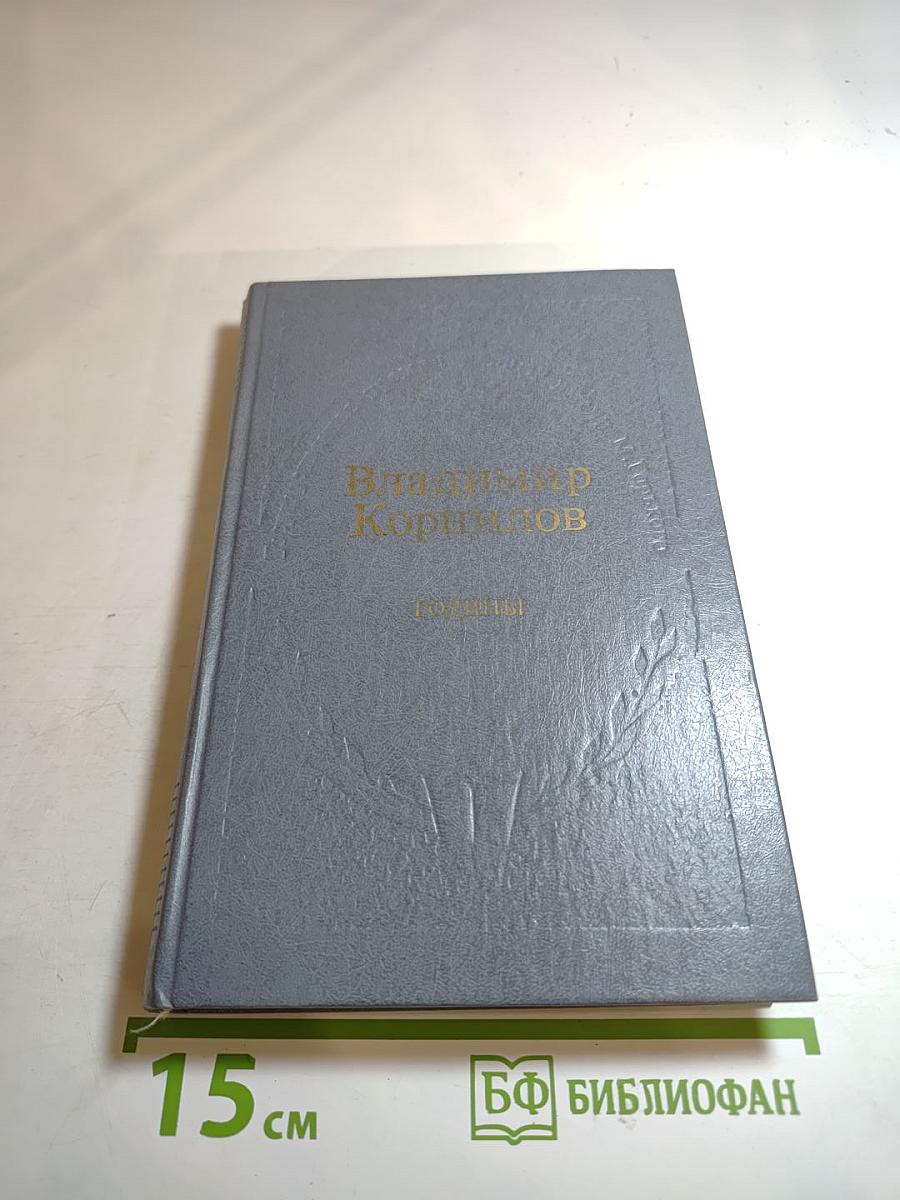 Владимир
Корнилов
годины
15 см
БФ БИБЛИОФАН